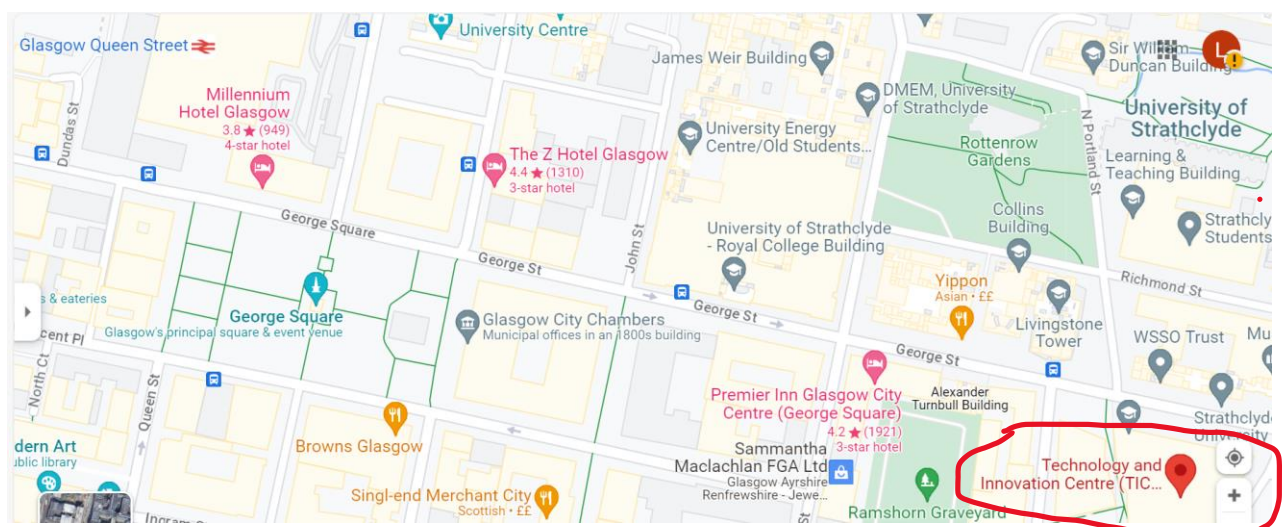 University Centre
Glasgow Queen Street
James Weir Building
Sir William
Duncan Building
L
Millennium
Hotel Glasgow
3.8 ★ (949)
4-star hotel
DMEM, University
of Strathclyde
University of
Strathclyde
Dundas St
University Energy
Centre/Old Students...
Rottenrow
Gardens
N Portland St
The Z Hotel Glasgow
4.4 ★ (1310)
3-star hotel
Learning &
Teaching Building
George Square
Collins
Building
University of Strathclyde
- Royal College Building
Strathcly
Students
John St
George St
Yippon
Asian • ££
Richmond St
s & eateries
George Square
Glasgow's principal square & event venue
George St
Glasgow City Chambers
Municipal offices in an 1800s building
Livingstone
Tower
WSSO Trust
Mu
cent Pl
North Ct
Queen St
George St
Premier Inn Glasgow City
Centre (George Square)
4.2 ★ (1921)
3-star hotel
Alexander
Turnbull Building
Strathclyde
University
Browns Glasgow
dern Art
ublic library
Sammantha
Maclachlan FGA Ltd
Glasgow Ayrshire
Renfrewshire - Jewe...
Technology and
Innovation Centre (TIC...
Singl-end Merchant City
Scottish • ££
Ramshorn Graveyard
Ingram
St
+